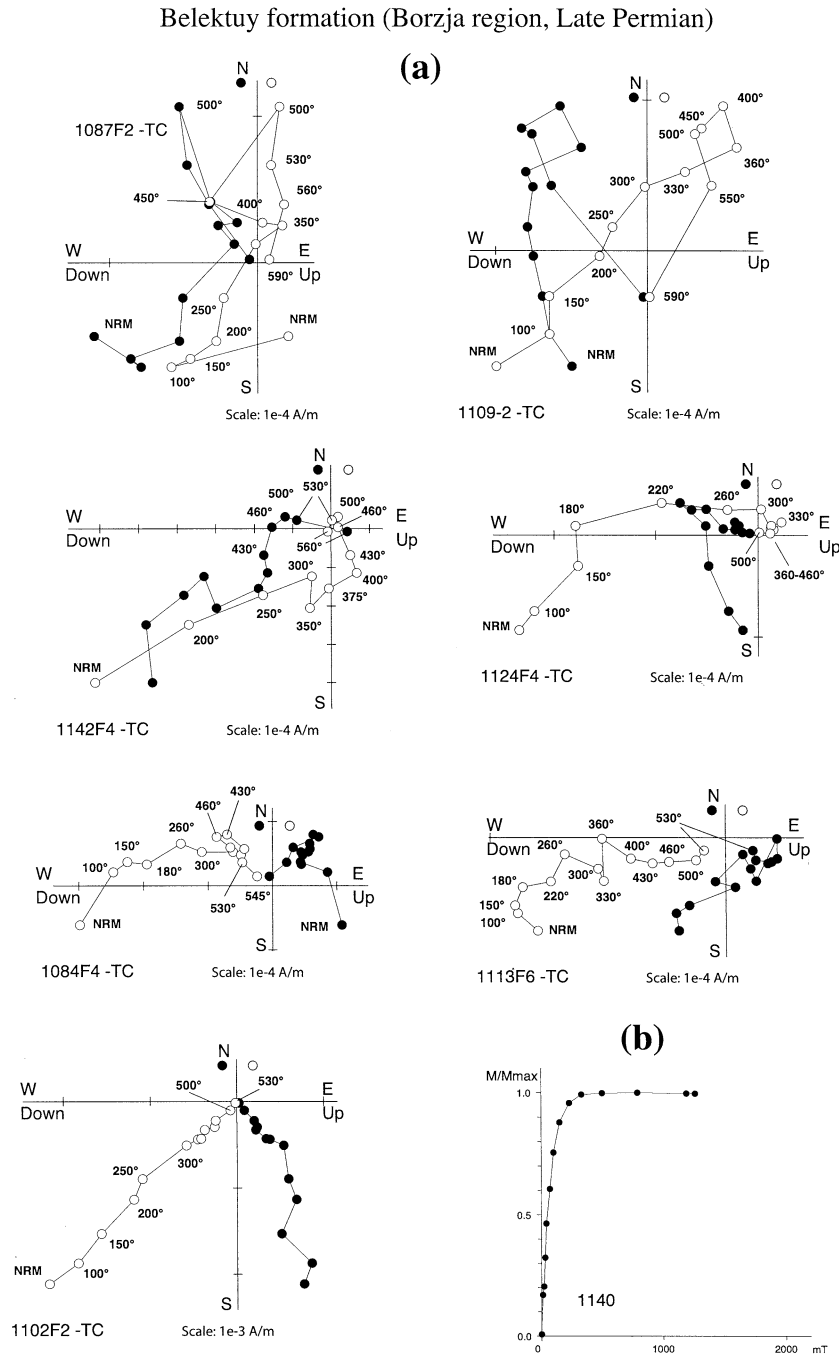 Belektuy formation (Borzja region, Late Permian)
(a)
N
1087F2 -TC
500°
500°
530°
450°
400°
560°
350°
W
E
Down
590°
Up
250°
NRM
NRM
200°
150°
100°
S
Scale: 1e-4 A/m
N
400°
450°
500°
360°
300°
330°
550°
250°
W
E
Down
Up
200°
150°
590°
100°
NRM
NRM
S
1109-2 -TC
Scale: 1e-4 A/m
N
530°
500°
500°
460°
460°
W
E
Down
Up
560°
430°
430°
300°
400°
375°
250°
350°
200°
NRM
S
1142F4 -TC
Scale: 1e-4 A/m
N
220°
260°
300°
180°
330°
W
E
Down
Up
500°
360-460°
150°
100°
NRM
S
1124F4 -TC
Scale: 1e-4 A/m
430°
460°
N
260°
150°
100°
180°
300°
W
E
Down
Up
530°
545°
NRM
NRM
S
1084F4 -TC
Scale: 1e-4 A/m
N
530°
360°
W
E
Down
Up
260°
400°
460°
300°
430°
500°
180°
220°
330°
150°
100°
NRM
S
1113F6 -TC
Scale: 1e-4 A/m
N
500°
530°
W
E
Down
Up
300°
250°
200°
150°
NRM
100°
S
1102F2 -TC
Scale: 1e-3 A/m
(b)
M/Mmax
1.0
0.5
1140
0.0
0
1000
2000
mT